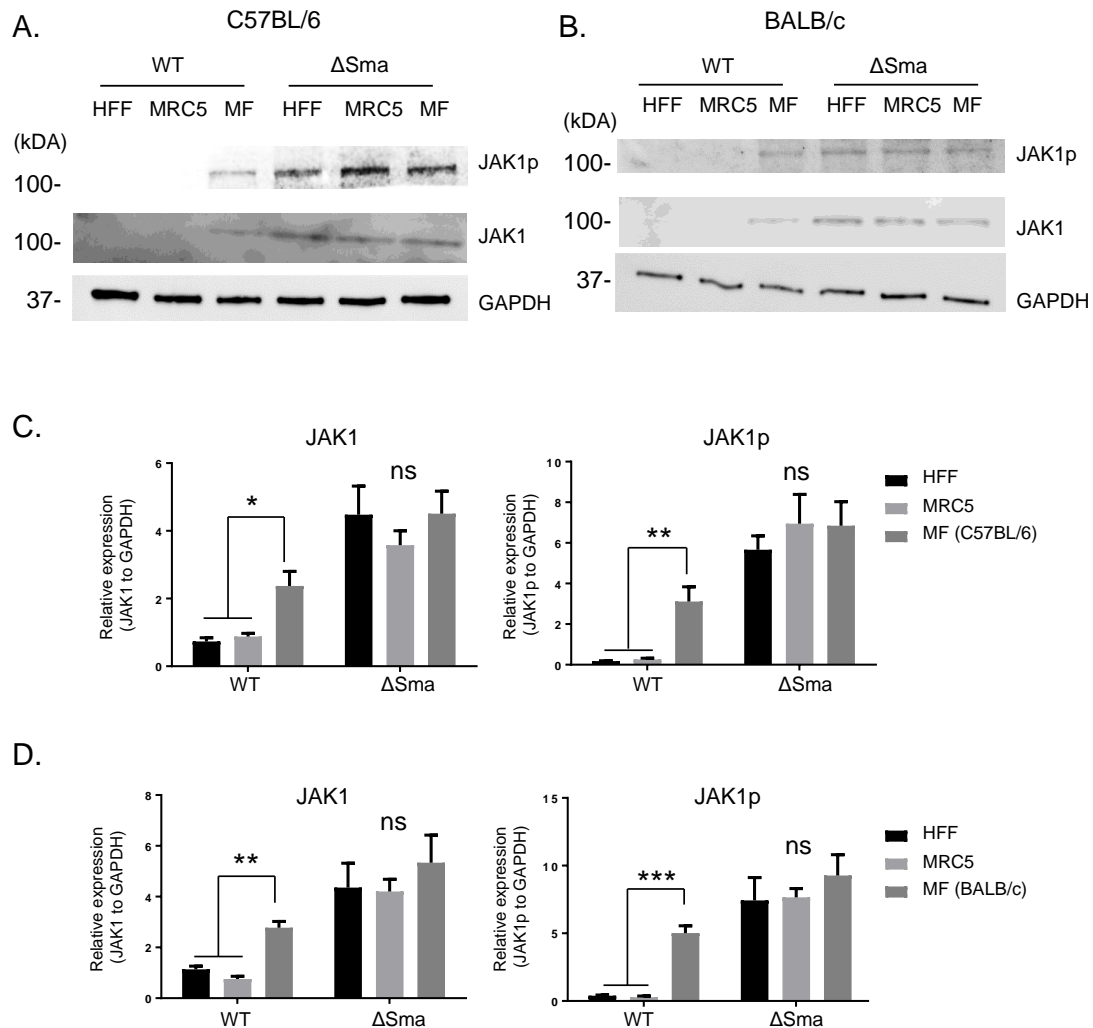 A.
C57BL/6
WT ΔSma
HFF MRC5 MF HFF MRC5 MF
(kDA)
100-
JAK1p
100-
JAK1
37-
GAPDH
B.
BALB/c
WT ΔSma
HFF MRC5 MF HFF MRC5 MF
(kDA)
100-
JAK1p
100-
JAK1
37-
GAPDH
C.
JAK1
Relative expression
(JAK1 to GAPDH)
6
4
2
0
*
ns
WT ΔSma
JAK1p
Relative expression
(JAK1p to GAPDH)
10
8
6
4
2
0
**
ns
WT ΔSma
HFF
MRC5
MF (C57BL/6)
D.
JAK1
Relative expression
(JAK1 to GAPDH)
8
6
4
2
0
**
ns
WT ΔSma
JAK1p
Relative expression
(JAK1p to GAPDH)
15
10
5
0
***
ns
WT ΔSma
HFF
MRC5
MF (BALB/c)